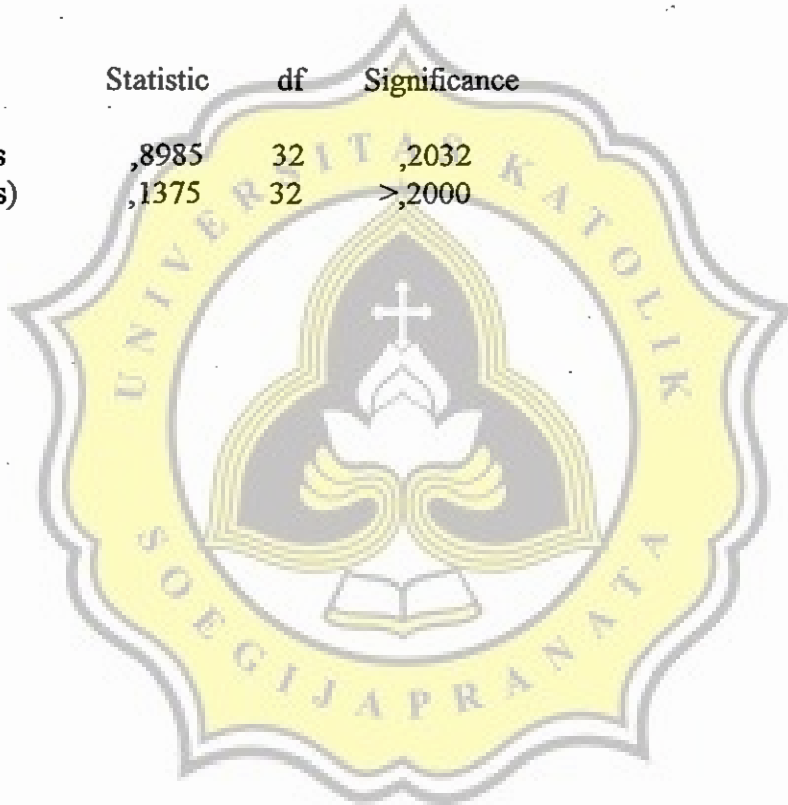 Statistic df Significance
s ,8985 32 ,2032
s) ,1375 32 >,2000
UNIVERSITAS KATOLIK
SOEGIJAPRANATA